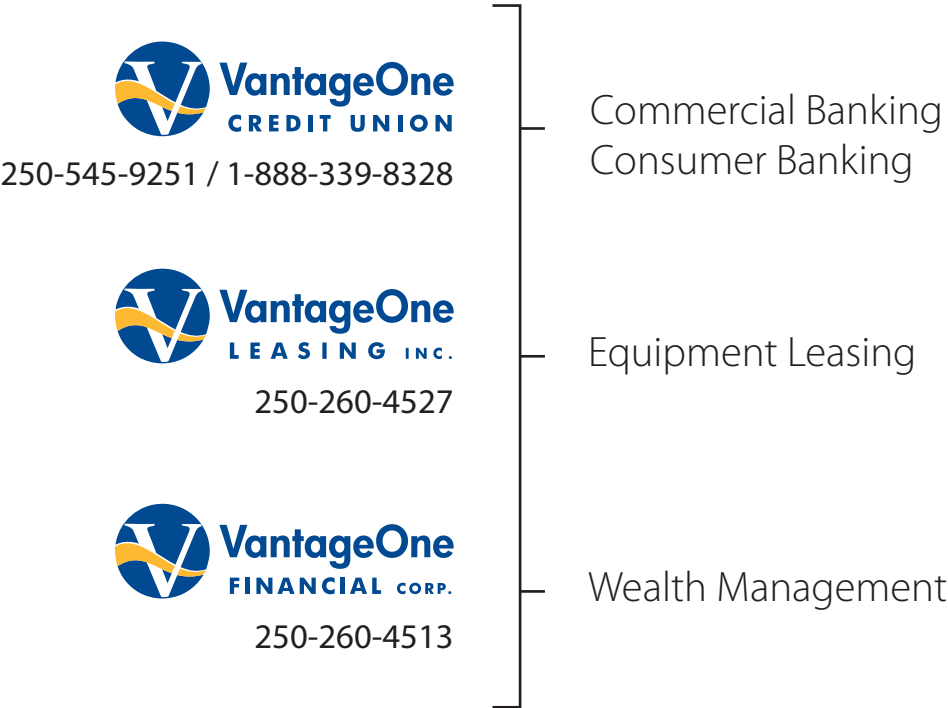 VantageOne
CREDIT UNION
250-545-9251 / 1-888-339-8328
Commercial Banking
Consumer Banking
VantageOne
LEASING INC.
250-260-4527
Equipment Leasing
VantageOne
FINANCIAL CORP.
250-260-4513
Wealth Management